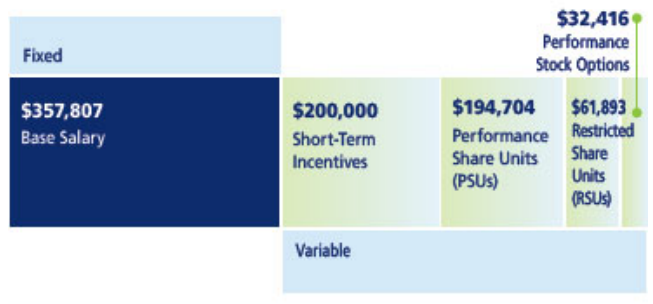 $32,416
Performance
Stock Options
Fixed
$357,807
Base Salary
$200,000
Short-Term
Incentives
$194,704
Performance
Share Units
(PSUs)
$61,893
Restricted
Share
Units
(RSUs)
Variable